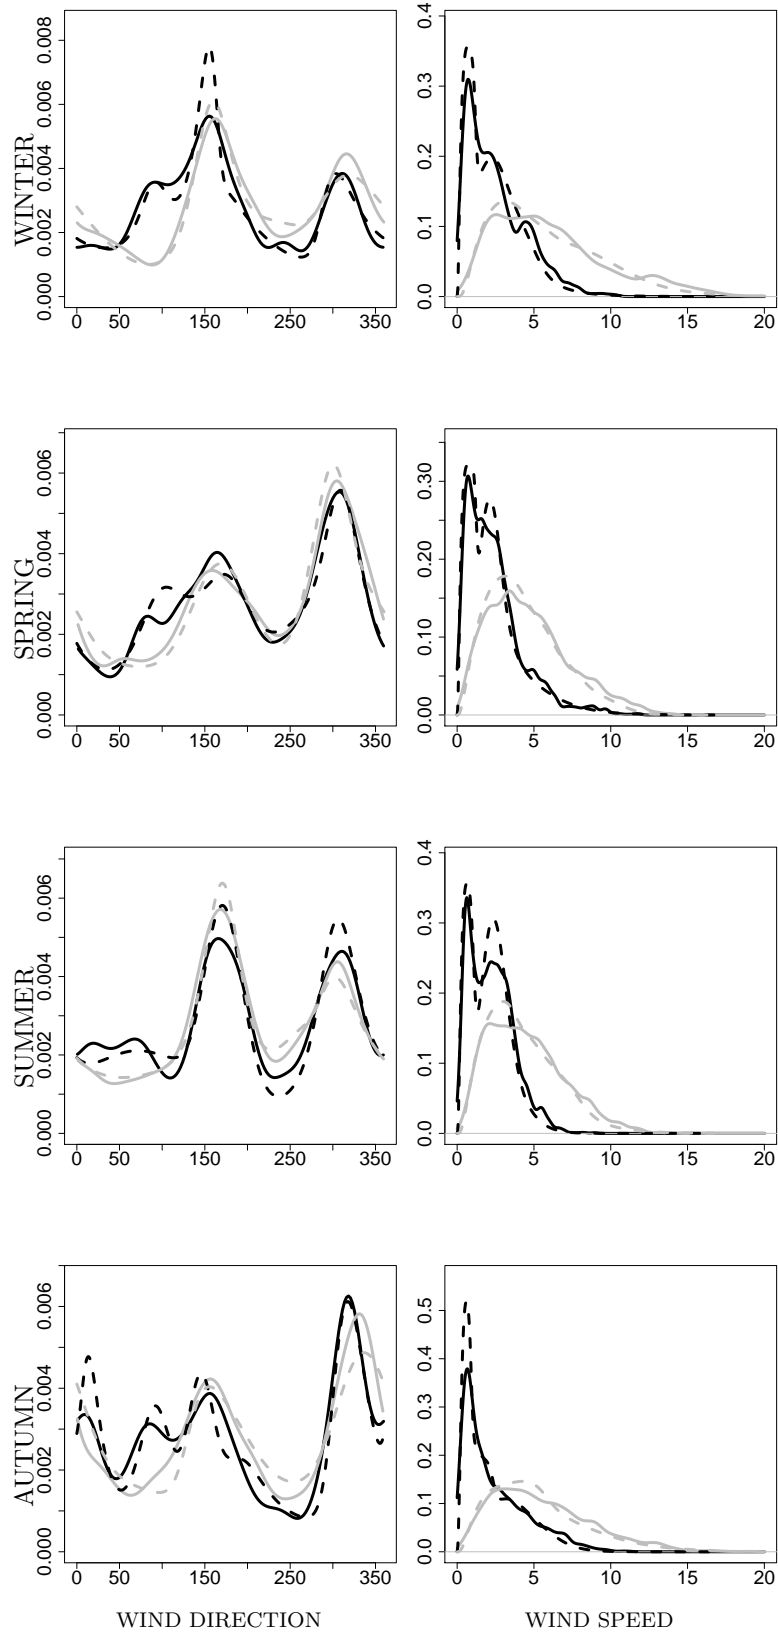 WINTER
0.000 0.002 0.004 0.006 0.008
0 50 150 250 350
0.0 0.1 0.2 0.3 0.4
0 5 10 15 20
SPRING
0.000 0.002 0.004 0.006
0 50 150 250 350
0.00 0.10 0.20 0.30
0 5 10 15 20
SUMMER
0.000 0.002 0.004 0.006
0 50 150 250 350
0.0 0.1 0.2 0.3 0.4
0 5 10 15 20
AUTUMN
0.000 0.002 0.004 0.006
0 50 150 250 350
0.0 0.1 0.2 0.3 0.4 0.5
0 5 10 15 20
WIND DIRECTION
WIND SPEED